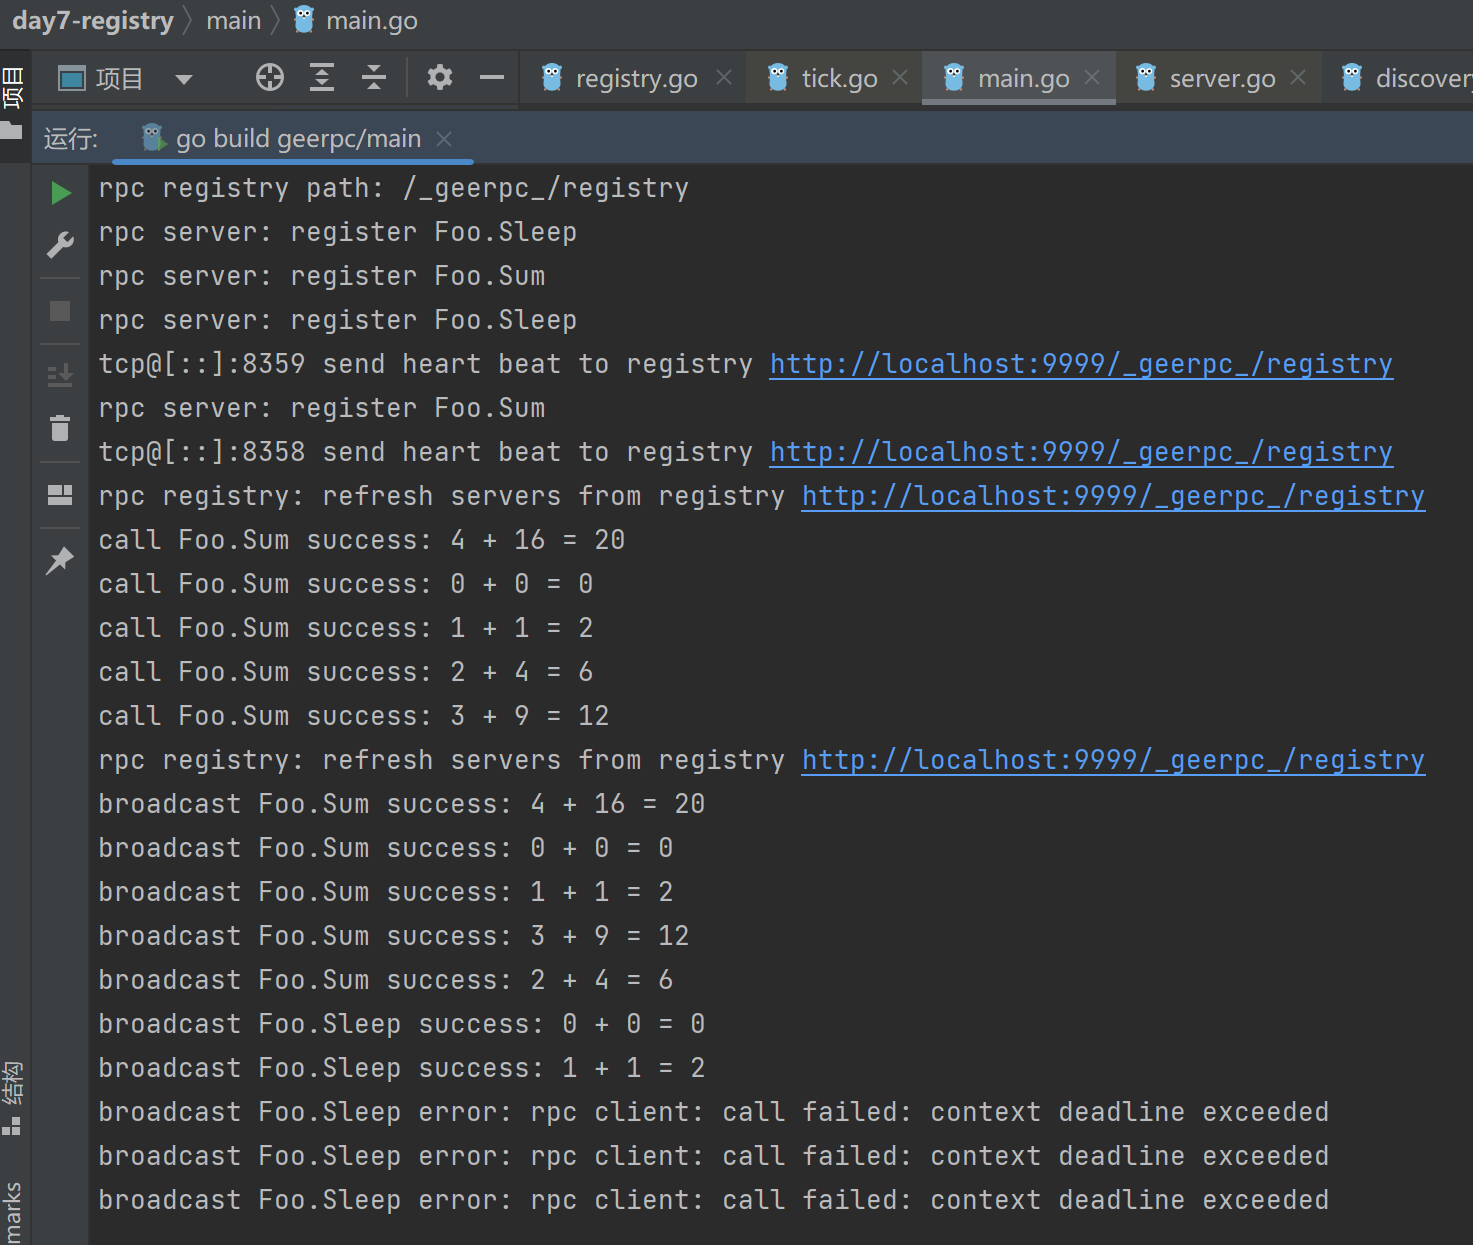 day7-registry main main.go
项目 registry.go tick.go main.go server.go discovery
项目
运行: go build geerpc/main
rpc registry path: /_geerpc_/registry
rpc server: register Foo.Sleep
rpc server: register Foo.Sum
rpc server: register Foo.Sleep
tcp@[::]:8359 send heart beat to registry http://localhost:9999/_geerpc_/registry
rpc server: register Foo.Sum
tcp@[::]:8358 send heart beat to registry http://localhost:9999/_geerpc_/registry
rpc registry: refresh servers from registry http://localhost:9999/_geerpc_/registry
call Foo.Sum success: 4 + 16 = 20
call Foo.Sum success: 0 + 0 = 0
call Foo.Sum success: 1 + 1 = 2
call Foo.Sum success: 2 + 4 = 6
call Foo.Sum success: 3 + 9 = 12
rpc registry: refresh servers from registry http://localhost:9999/_geerpc_/registry
broadcast Foo.Sum success: 4 + 16 = 20
broadcast Foo.Sum success: 0 + 0 = 0
broadcast Foo.Sum success: 1 + 1 = 2
broadcast Foo.Sum success: 3 + 9 = 12
broadcast Foo.Sum success: 2 + 4 = 6
broadcast Foo.Sleep success: 0 + 0 = 0
broadcast Foo.Sleep success: 1 + 1 = 2
broadcast Foo.Sleep error: rpc client: call failed: context deadline exceeded
broadcast Foo.Sleep error: rpc client: call failed: context deadline exceeded
broadcast Foo.Sleep error: rpc client: call failed: context deadline exceeded
结构
marks